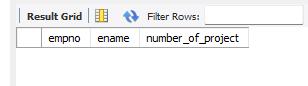 Result Grid Filter Rows:
empno ename number_of_project